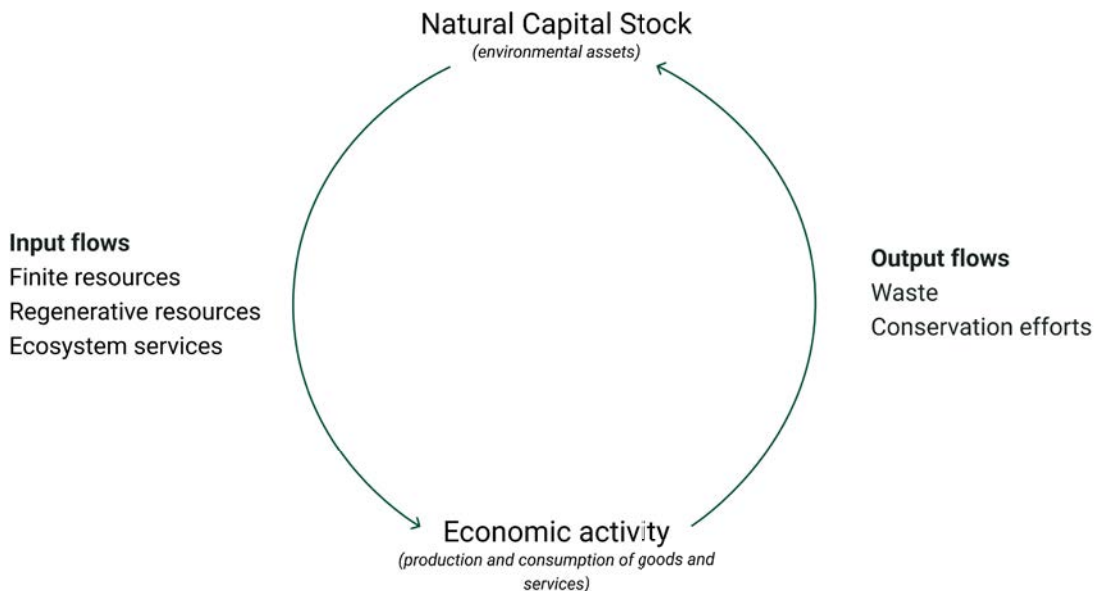 Natural Capital Stock
(environmental assets)
Input flows
Finite resources
Regenerative resources
Ecosystem services
Output flows
Waste
Conservation efforts
Economic activity
(production and consumption of goods and
services)